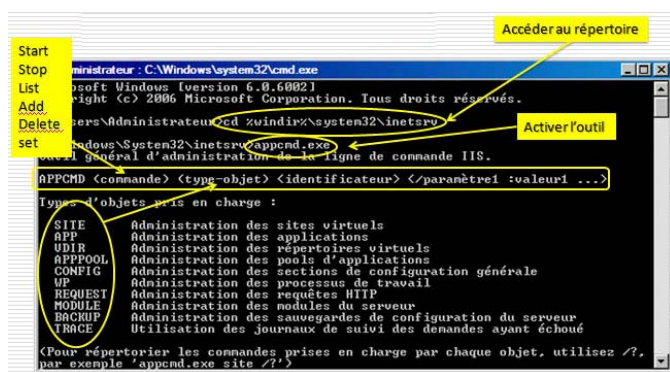 Accéder au répertoire
Start
Stop
List
Add
Delete
set
ministrateur : C:\Windows\system32\cmd.exe
osoft Windows [version 6.0.6002]
right (c) 2006 Microsoft Corporation. Tous droits réservés.
sers\Administrateur>cd %windir%\system32\inetsrv
Activer l'outil
indows\System32\inetsrv>appcmd.exe
Outil général d'administration de la ligne de commande IIS.
APPCMD <commande> <type-objet> <identificateur> </paramètre1 :valeur1 ...>
Types d'objets pris en charge :
SITE Administration des sites virtuels
APP Administration des applications
VDIR Administration des répertoires virtuels
APPPOOL Administration des pools d'applications
CONFIG Administration des sections de configuration générale
WP Administration des processus de travail
REQUEST Administration des requêtes HTTP
MODULE Administration des modules du serveur
BACKUP Administration des sauvegardes de configuration du serveur
TRACE Utilisation des journaux de suivi des demandes ayant échoué
(Pour répertorier les commandes prises en charge par chaque objet, utilisez /?,
par exemple 'appcmd.exe site /?')